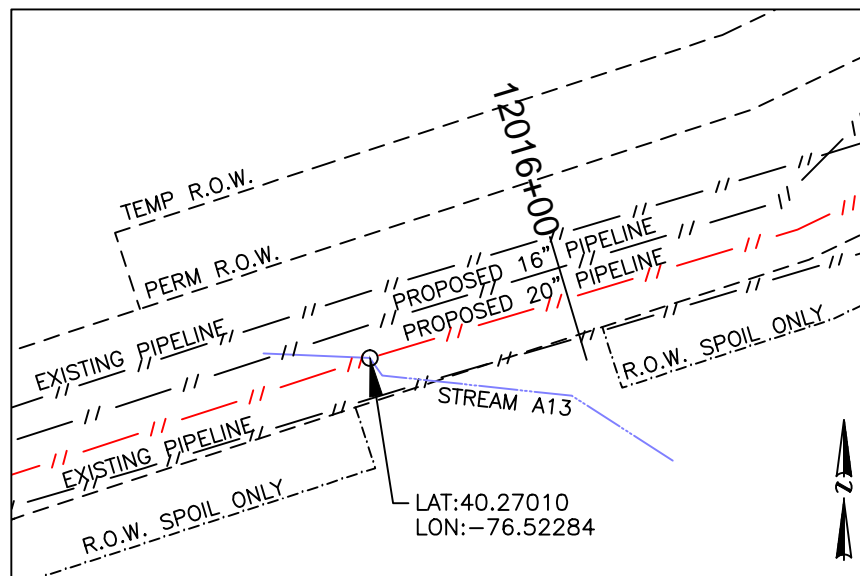 12016+00
TEMP R.O.W.
PERM R.O.W.
PROPOSED 16" PIPELINE
PROPOSED 20" PIPELINE
EXISTING PIPELINE
R.O.W. SPOIL ONLY
STREAM A13
EXISTING PIPELINE
R.O.W. SPOIL ONLY
LAT:40.27010
LON:-76.52284
N